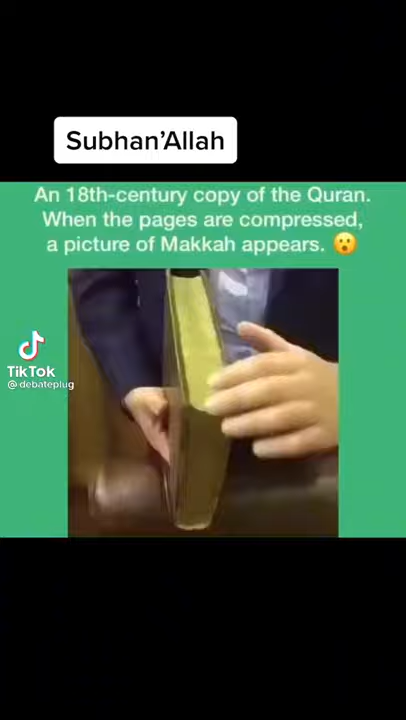 Subhan’Allah
An 18th-century copy of the Quran.
When the pages are compressed,
a picture of Makkah appears. 😮
TikTok
@debateplug